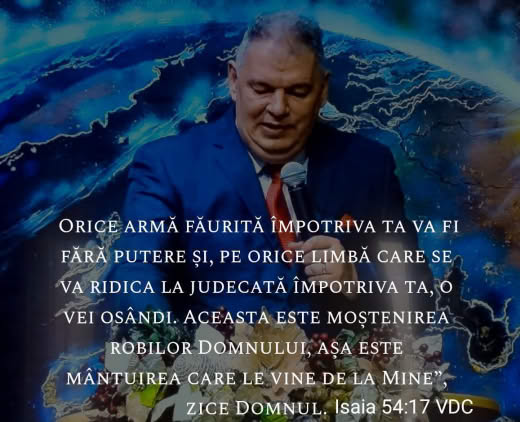 Orice armă făurită împotriva ta va fi
fără putere și, pe orice limbă care se
va ridica la judecată împotriva ta, o
vei osândi. Aceasta este moștenirea
robilor Domnului, așa este
mântuirea care le vine de la Mine”,
zice Domnul. Isaia 54:17 VDC